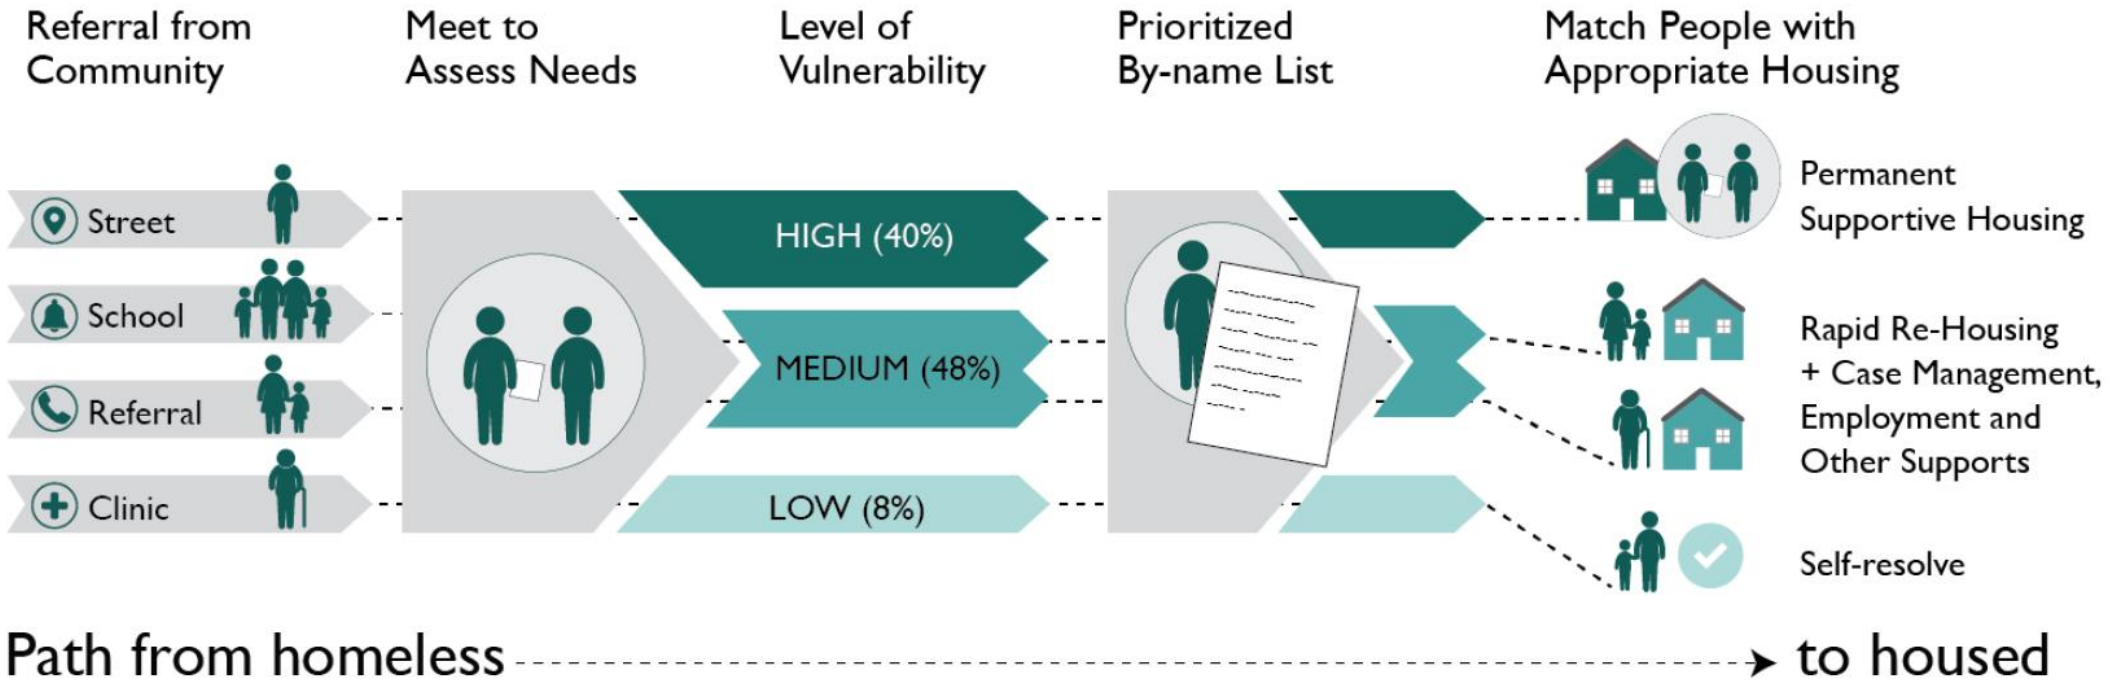 Referral from
Community
Meet to
Assess Needs
Level of
Vulnerability
Prioritized
By-name List
Match People with
Appropriate Housing
Street
School
Referral
Clinic
HIGH (40%)
MEDIUM (48%)
LOW (8%)
Permanent
Supportive Housing
Rapid Re-Housing
+ Case Management,
Employment and
Other Supports
Self-resolve
Path from homeless
to housed